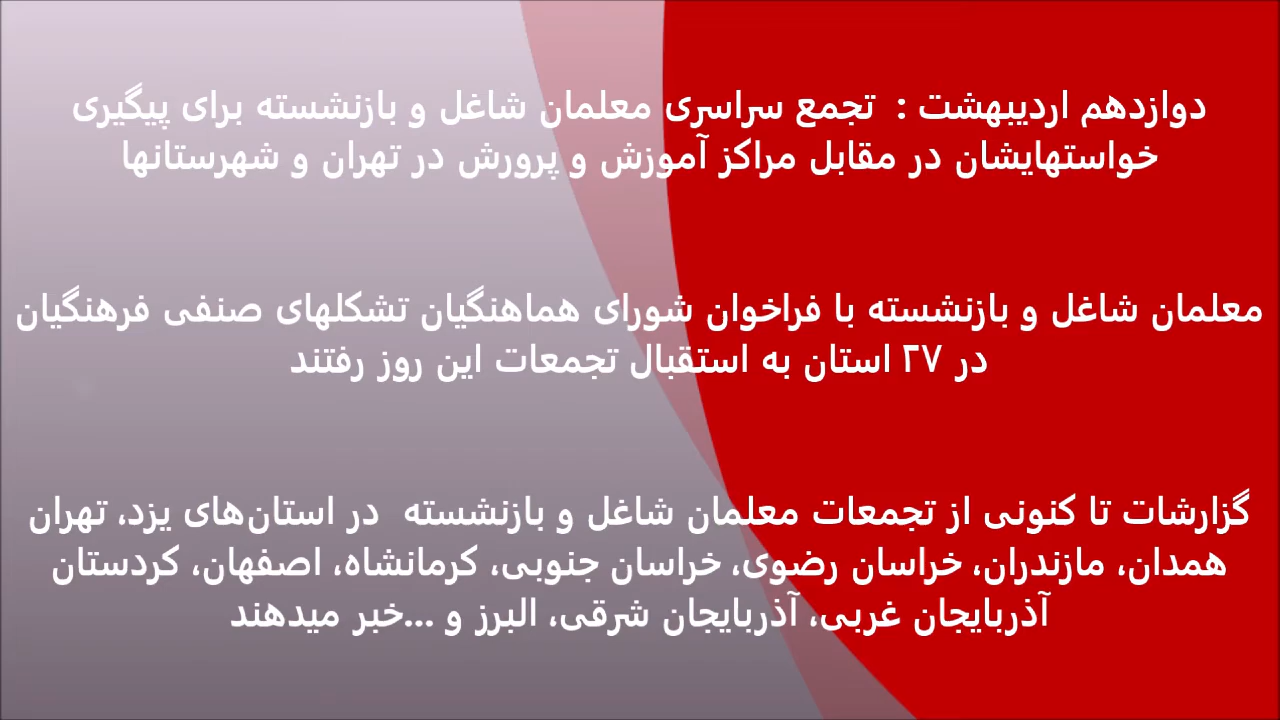 دوازدهم اردیبهشت :  تجمع سراسری معلمان شاغل و بازنشسته برای پیگیری
خواستهایشان در مقابل مراکز آموزش و پرورش در تهران و شهرستانها
معلمان شاغل و بازنشسته با فراخوان شورای هماهنگیان تشکلهای صنفی فرهنگیان
در ۲۷ استان به استقبال تجمعات این روز رفتند
گزارشات تا کنونی از تجمعات معلمان شاغل و بازنشسته  در استان‌های یزد، تهران
همدان، مازندران، خراسان رضوی، خراسان جنوبی، کرمانشاه، اصفهان، کردستان
آذربایجان غربی، آذربایجان شرقی، البرز و ...خبر میدهند